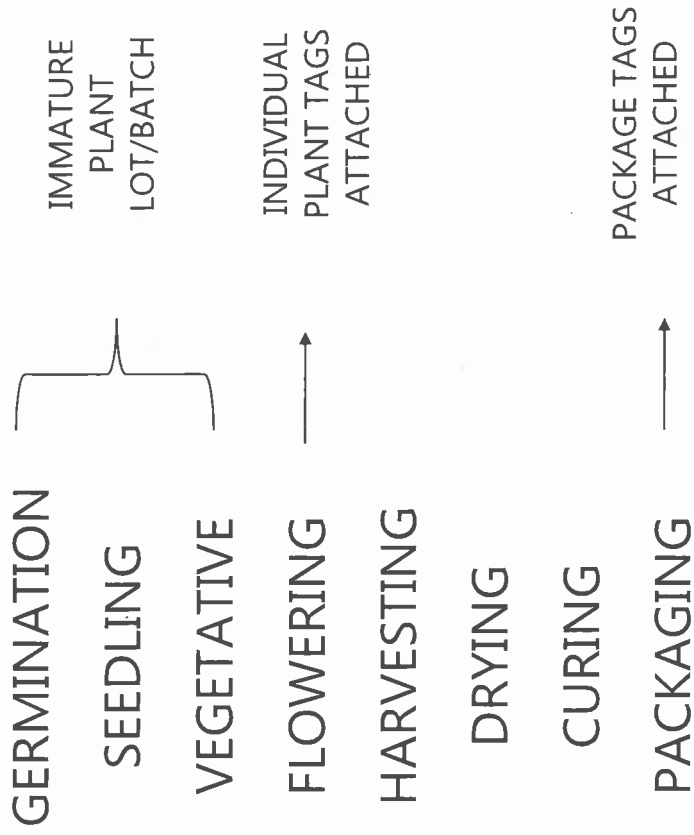 GERMINATION
SEEDLING
VEGETATIVE
FLOWERING
HARVESTING
DRYING
CURING
PACKAGING
IMMATURE
PLANT
LOT/BATCH
INDIVIDUAL
PLANT TAGS
ATTACHED
PACKAGE TAGS
ATTACHED